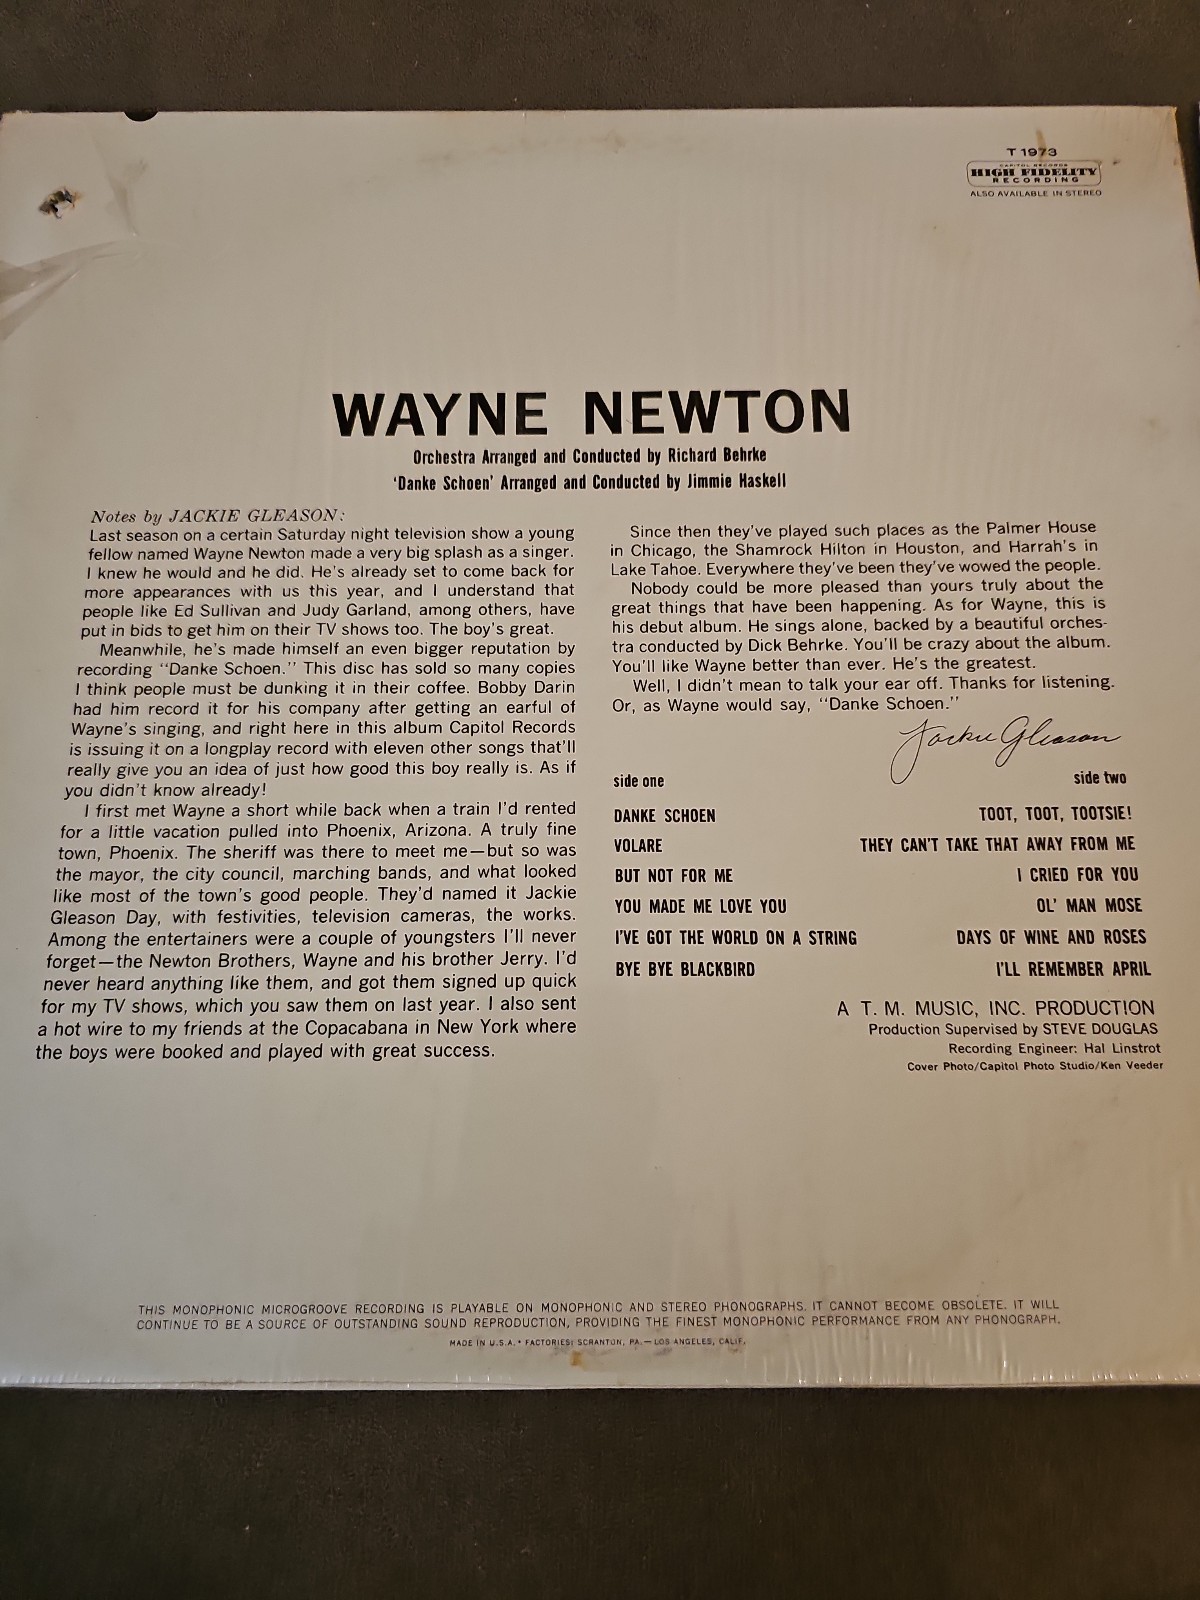 T 1973
CAPITOL RECORDS
HIGH FIDELITY
RECORDING
ALSO AVAILABLE IN STEREO
WAYNE NEWTON
Orchestra Arranged and Conducted by Richard Behrke
'Danke Schoen' Arranged and Conducted by Jimmie Haskell
Notes by JACKIE GLEASON:
Last season on a certain Saturday night television show a young
fellow named Wayne Newton made a very big splash as a singer.
I knew he would and he did. He's already set to come back for
more appearances with us this year, and I understand that
people like Ed Sullivan and Judy Garland, among others, have
put in bids to get him on their TV shows too. The boy's great.
Meanwhile, he's made himself an even bigger reputation by
recording "Danke Schoen." This disc has sold so many copies
I think people must be dunking it in their coffee. Bobby Darin
had him record it for his company after getting an earful of
Wayne's singing, and right here in this album Capitol Records
is issuing it on a longplay record with eleven other songs that'll
really give you an idea of just how good this boy really is. As if
you didn't know already!
I first met Wayne a short while back when a train I'd rented
for a little vacation pulled into Phoenix, Arizona. A truly fine
town, Phoenix. The sheriff was there to meet me—but so was
the mayor, the city council, marching bands, and what looked
like most of the town's good people. They'd named it Jackie
Gleason Day, with festivities, television cameras, the works.
Among the entertainers were a couple of youngsters I'll never
forget—the Newton Brothers, Wayne and his brother Jerry. I'd
never heard anything like them, and got them signed up quick
for my TV shows, which you saw them on last year. I also sent
a hot wire to my friends at the Copacabana in New York where
the boys were booked and played with great success.
Since then they've played such places as the Palmer House
in Chicago, the Shamrock Hilton in Houston, and Harrah's in
Lake Tahoe. Everywhere they've been they've wowed the people.
Nobody could be more pleased than yours truly about the
great things that have been happening. As for Wayne, this is
his debut album. He sings alone, backed by a beautiful orches-
tra conducted by Dick Behrke. You'll be crazy about the album.
You'll like Wayne better than ever. He's the greatest.
Well, I didn't mean to talk your ear off. Thanks for listening.
Or, as Wayne would say, "Danke Schoen."
Jackie Gleason
side one
DANKE SCHOEN
VOLARE
BUT NOT FOR ME
YOU MADE ME LOVE YOU
I'VE GOT THE WORLD ON A STRING
BYE BYE BLACKBIRD
side two
TOOT, TOOT, TOOTSIE!
THEY CAN'T TAKE THAT AWAY FROM ME
I CRIED FOR YOU
OL' MAN MOSE
DAYS OF WINE AND ROSES
I'LL REMEMBER APRIL
A T. M. MUSIC, INC. PRODUCTION
Production Supervised by STEVE DOUGLAS
Recording Engineer: Hal Linstrot
Cover Photo/Capitol Photo Studio/Ken Veeder
THIS MONOPHONIC MICROGROOVE RECORDING IS PLAYABLE ON MONOPHONIC AND STEREO PHONOGRAPHS. IT CANNOT BECOME OBSOLETE. IT WILL
CONTINUE TO BE A SOURCE OF OUTSTANDING SOUND REPRODUCTION, PROVIDING THE FINEST MONOPHONIC PERFORMANCE FROM ANY PHONOGRAPH.
MADE IN U.S.A. • FACTORIES: SCRANTON, PA.—LOS ANGELES, CALIF.